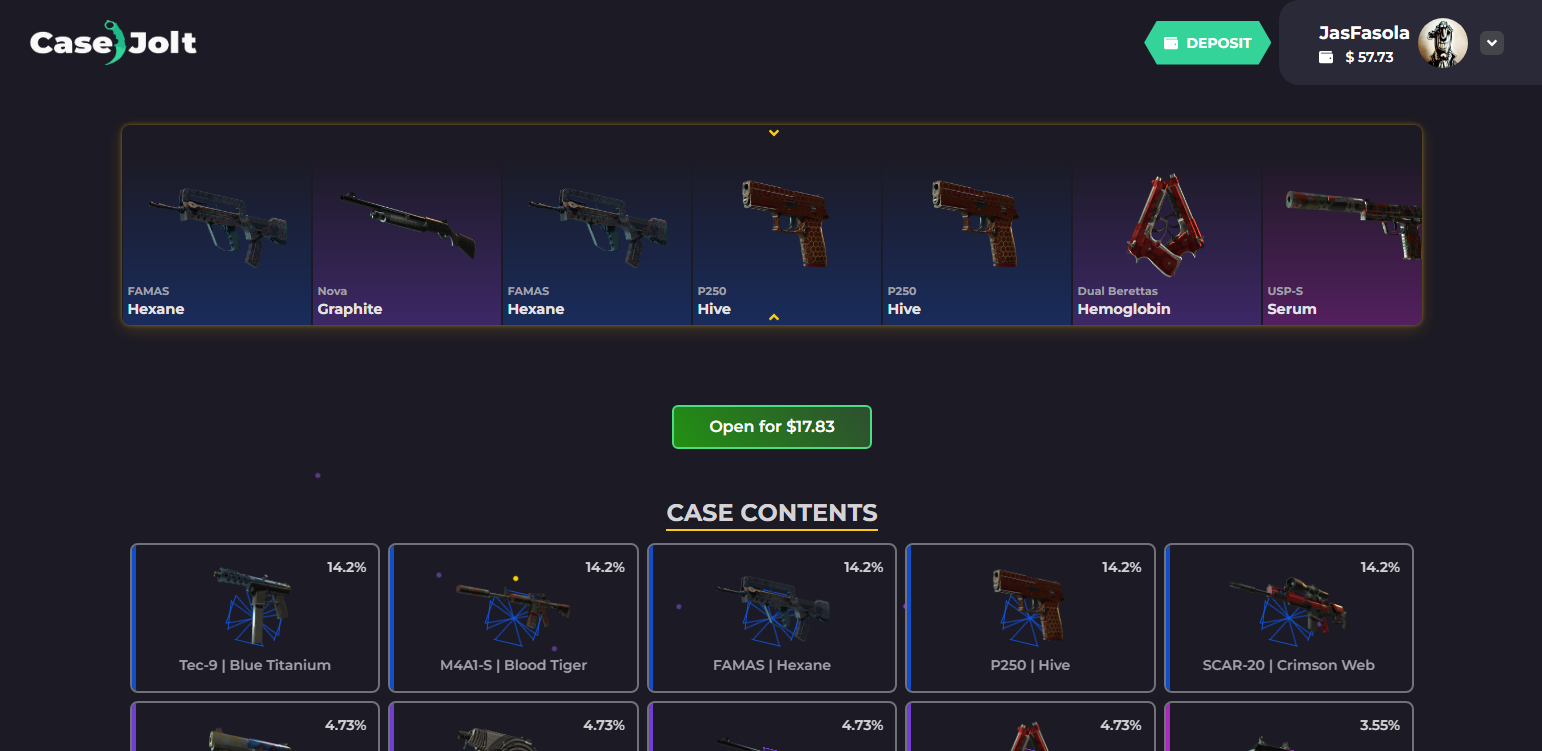 Case Jolt
DEPOSIT
JasFasola
$ 57.73
FAMAS
Hexane
Nova
Graphite
FAMAS
Hexane
P250
Hive
P250
Hive
Dual Berettas
Hemoglobin
USP-S
Serum
Open for $17.83
CASE CONTENTS
14.2%
Tec-9 | Blue Titanium
14.2%
M4A1-S | Blood Tiger
14.2%
FAMAS | Hexane
14.2%
P250 | Hive
14.2%
SCAR-20 | Crimson Web
4.73%
4.73%
4.73%
4.73%
3.55%